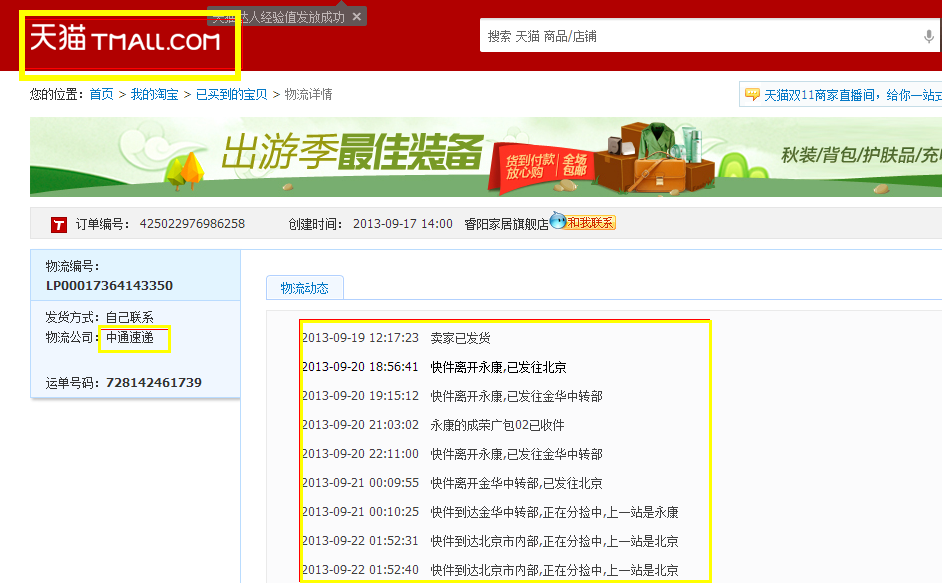 天猫达人经验值发放成功 ×
天猫 TMALL.COM
搜索 天猫 商品/店铺
您的位置： 首页 > 我的淘宝 > 已买到的宝贝 > 物流详情
天猫双11商家直播间，给你一站式
出游季最佳装备
货到付款 放心购
全场包邮
秋装/背包/护肤品/充
T 订单编号： 425022976986258 创建时间： 2013-09-17 14:00 睿阳家居旗舰店 和我联系
物流编号：
LP00017364143350
发货方式：自己联系
物流公司：中通速递
运单号码：728142461739
物流动态
2013-09-19 12:17:23 卖家已发货
2013-09-20 18:56:41 快件离开永康,已发往北京
2013-09-20 19:15:12 快件离开永康,已发往金华中转部
2013-09-20 21:03:02 永康的成荣广包02已收件
2013-09-20 22:11:00 快件离开永康,已发往金华中转部
2013-09-21 00:09:55 快件离开金华中转部,已发往北京
2013-09-21 00:10:25 快件到达金华中转部,正在分捡中,上一站是永康
2013-09-22 01:52:31 快件到达北京市内部,正在分捡中,上一站是北京
2013-09-22 01:52:40 快件到达北京市内部,正在分捡中,上一站是北京